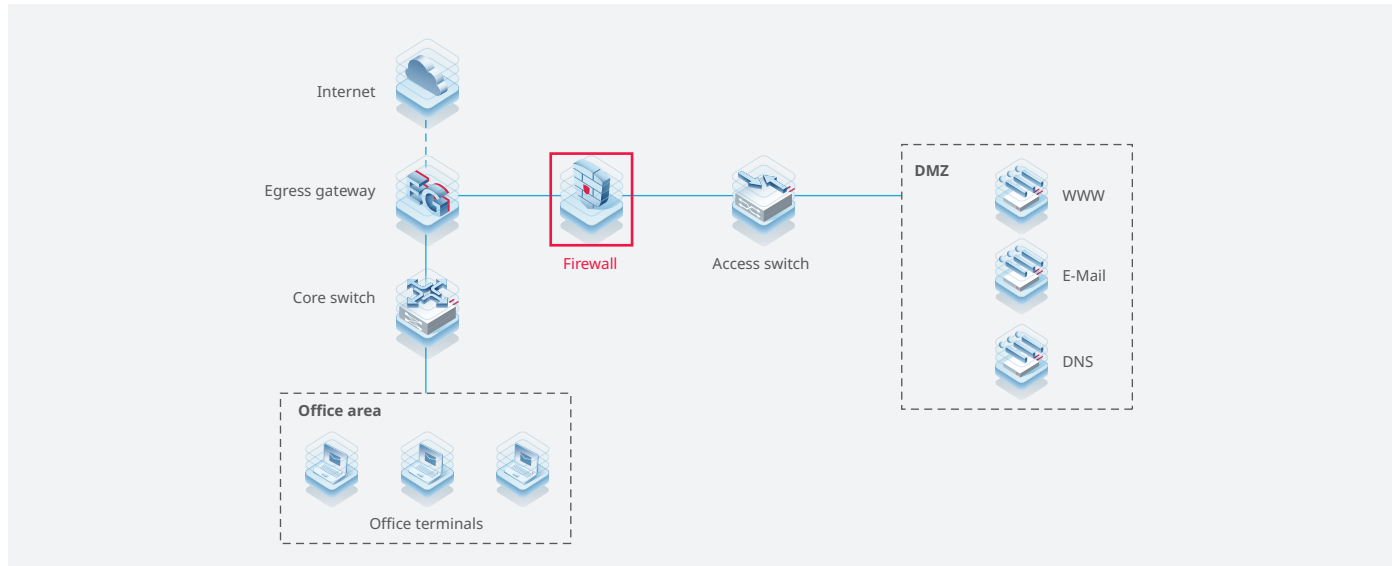 Internet
Egress gateway
Firewall
Access switch
Core switch
DMZ
WWW
E-Mail
DNS
Office area
Office terminals